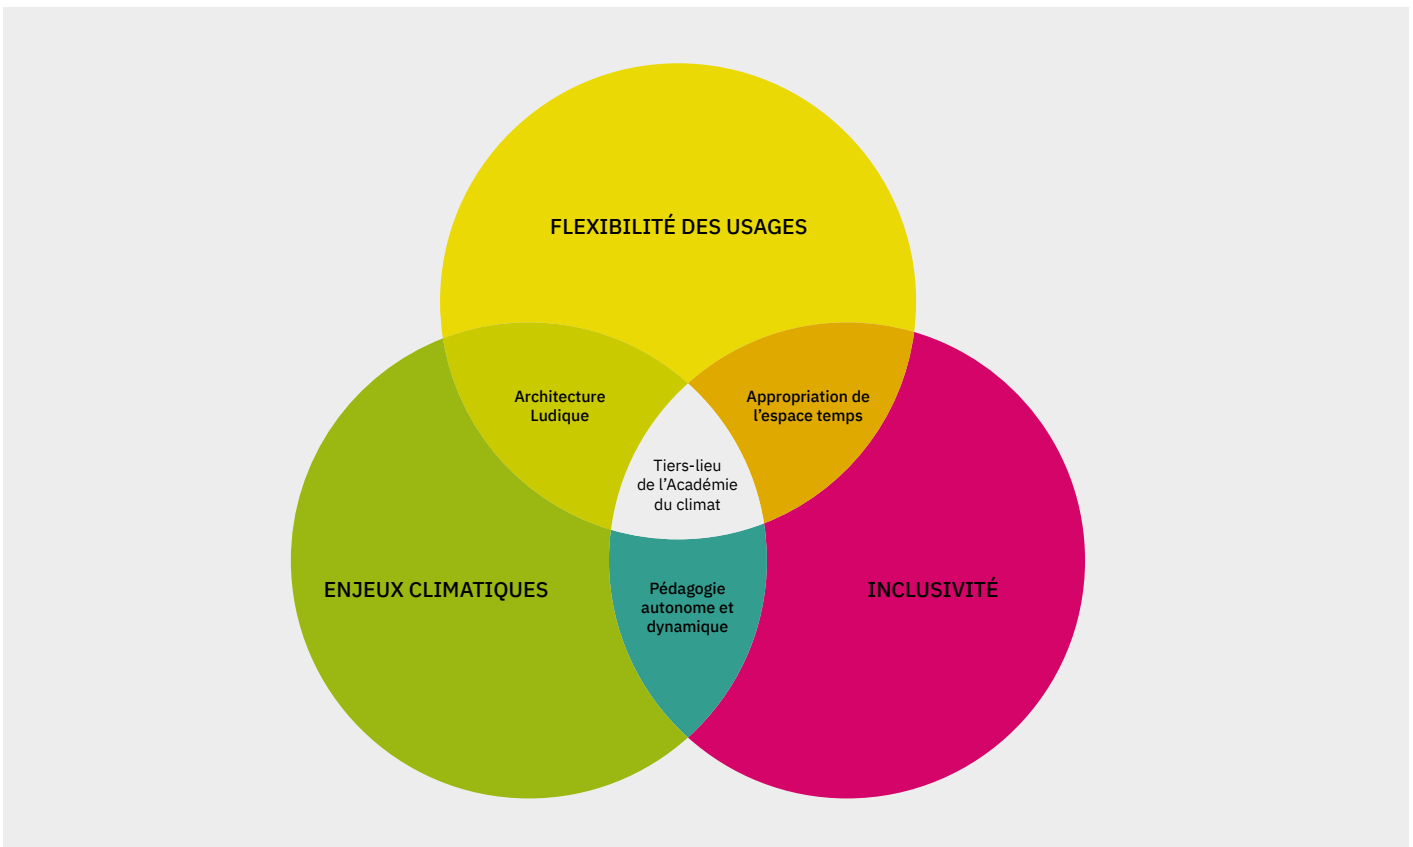 FLEXIBILITÉ DES USAGES
Architecture
Ludique
Appropriation de
l’espace temps
Tiers-lieu
de l’Académie
du climat
ENJEUX CLIMATIQUES
Pédagogie
autonome et
dynamique
INCLUSIVITÉ